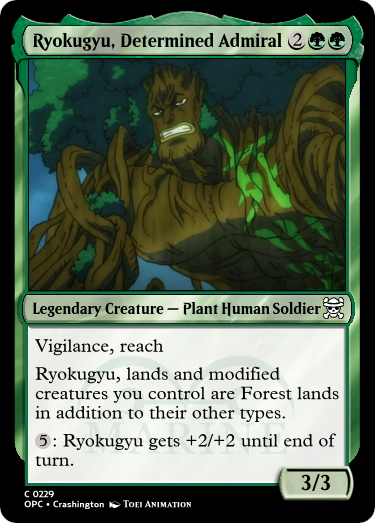 Ryokugyu, Determined Admiral 2
Legendary Creature — Plant Human Soldier
Vigilance, reach
Ryokugyu, lands and modified
creatures you control are Forest lands
in addition to their other types.
5: Ryokugyu gets +2/+2 until end of
turn.
MARINE
3/3
C 0229
OPC • Crashington TOEI ANIMATION